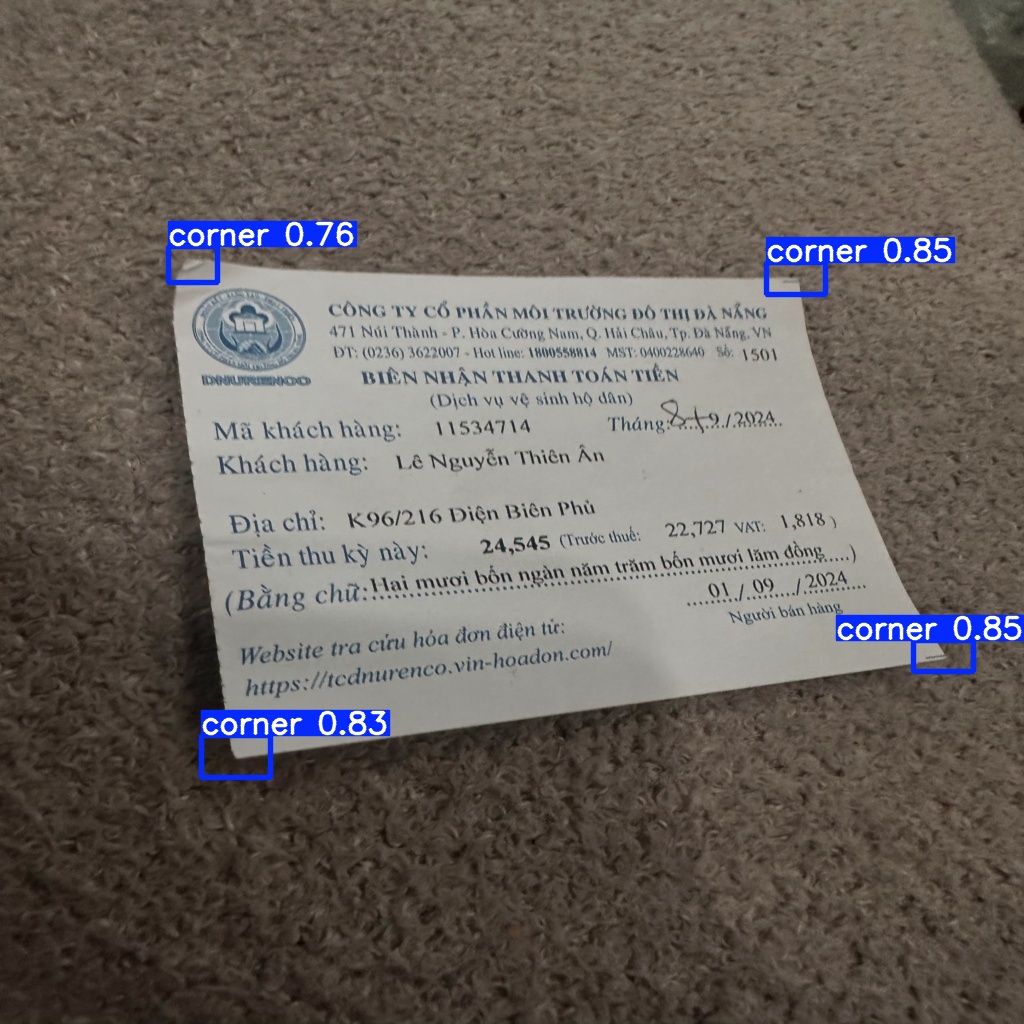 corner 0.76
corner 0.85
CÔNG TY CỔ PHẦN MÔI TRƯỜNG ĐÔ THỊ ĐÀ NẴNG
471 Núi Thành - P. Hòa Cường Nam, Q. Hải Châu, Tp. Đà Nẵng, VN
ĐT: (0236) 3622007 - Hot line: 1800558814 MST: 0400228640 Số: 1501
DNURENCO
BIÊN NHẬN THANH TOÁN TIỀN
(Dịch vụ vệ sinh hộ dân)
Mã khách hàng: 11534714 Tháng: 8+9/2024
Khách hàng: Lê Nguyễn Thiên Ân
Địa chỉ: K96/216 Điện Biên Phủ
Tiền thu kỳ này: 24,545 (Trước thuế: 22,727 VAT: 1,818 )
(Bằng chữ: Hai mươi bốn ngàn năm trăm bốn mươi lăm đồng.....)
01/ 09 / 2024
Người bán hàng
corner 0.85
Website tra cứu hóa đơn điện tử:
https://tcdnurenco.vin-hoadon.com/
corner 0.83